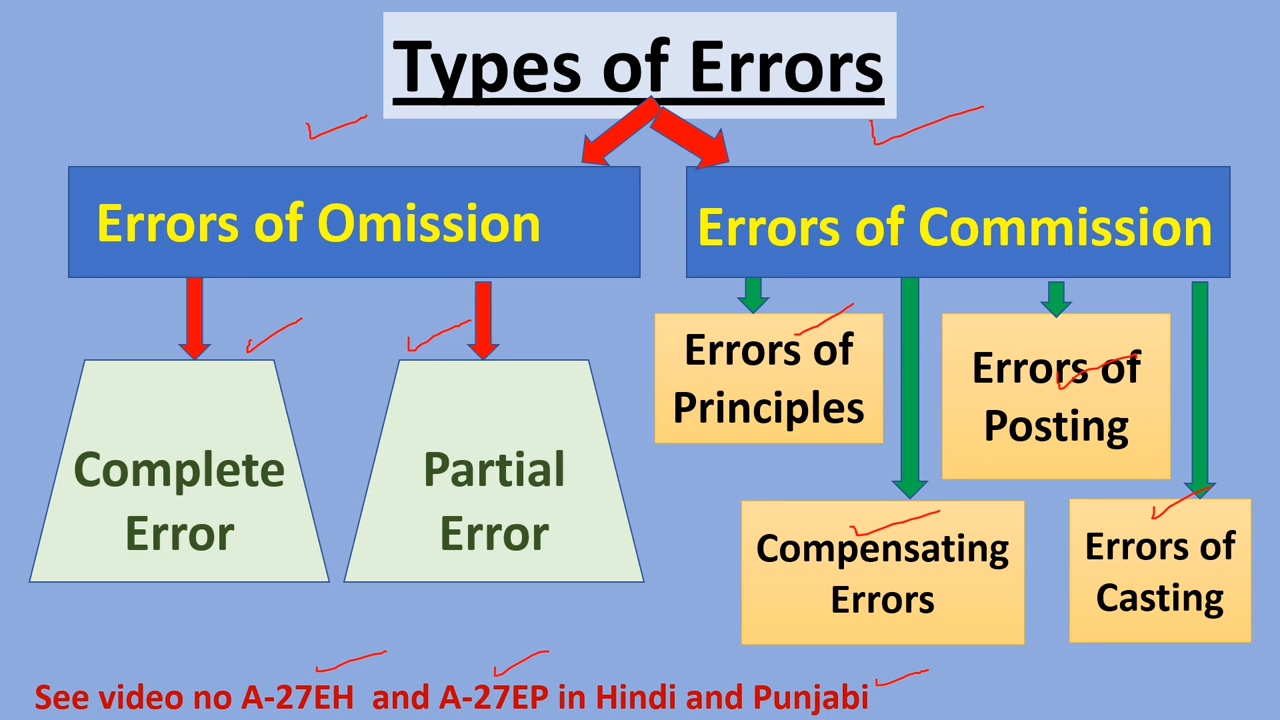 Types of Errors
Errors of Omission
Errors of Commission
Complete
Error
Partial
Error
Errors of
Principles
Compensating
Errors
Errors of
Posting
Errors of
Casting
See video no A-27EH and A-27EP in Hindi and Punjabi